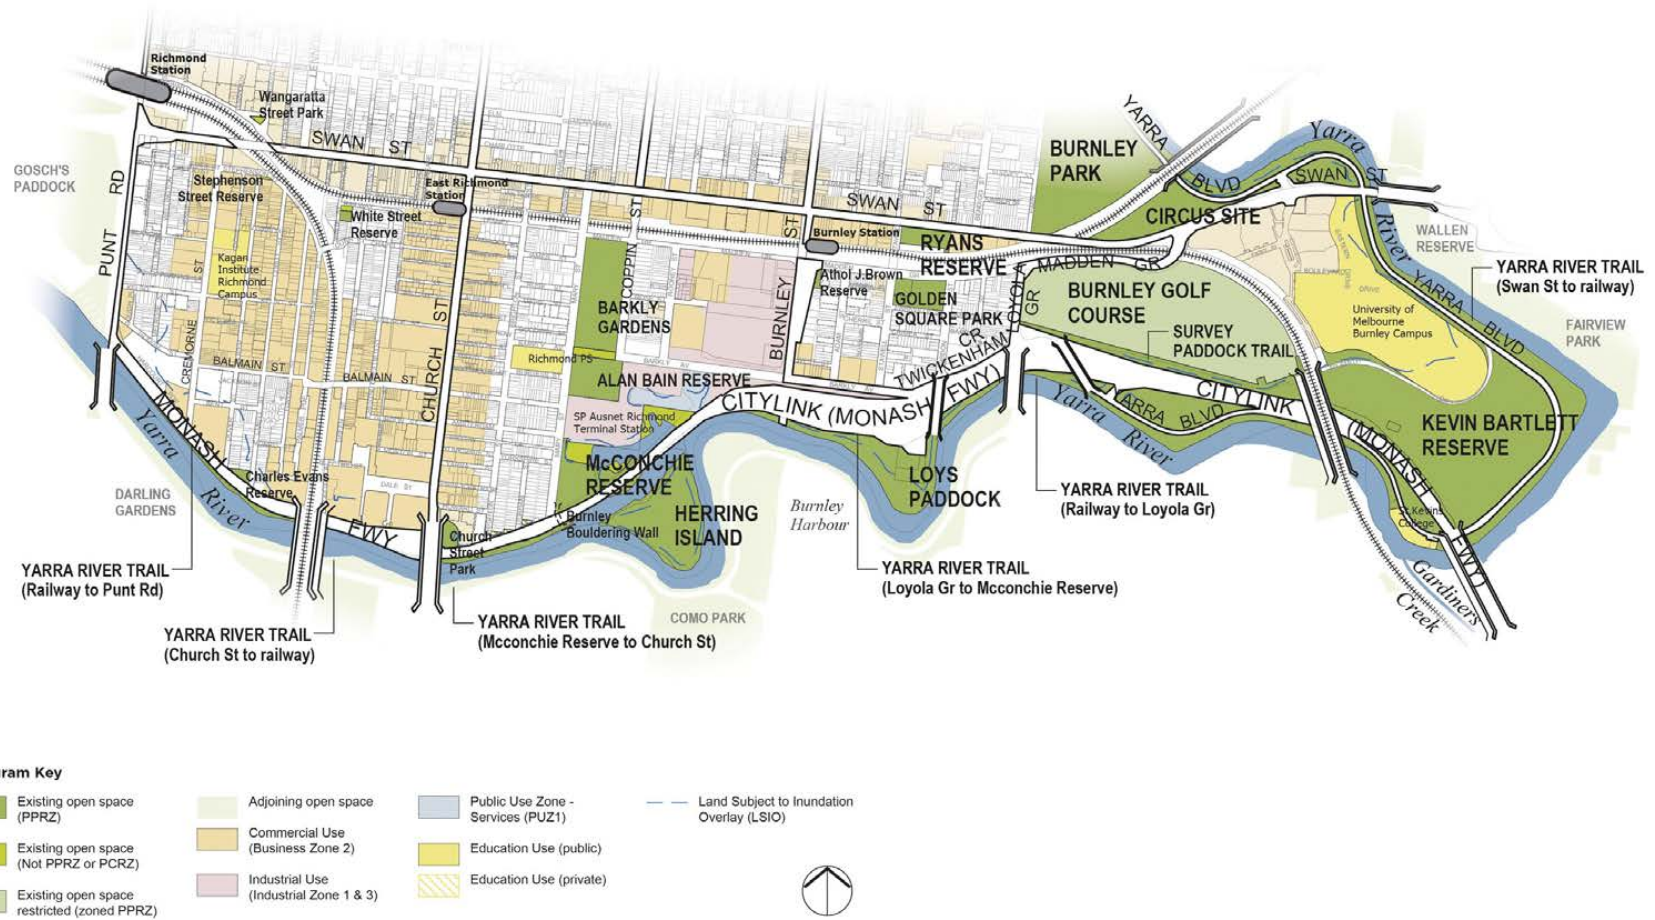 Richmond
Station
Wangaratta
Street Park
SWAN ST
GOSCH'S
PADDOCK
PUNT RD
Stephenson
Street Reserve
East Richmond
Station
White Street
Reserve
Kagan
Institute
Richmond
Campus
ST
CREMORNE
BALMAIN ST
BALMAIN ST
CHURCH ST
COPPIN ST
SWAN ST
BURNLEY ST
Burnley Station
RYANS
RESERVE
Athol J.Brown
Reserve
GOLDEN
SQUARE PARK
BARKLY
GARDENS
Richmond PS
BARKLY AV
BARKLY AV
ALAN BAIN RESERVE
SP Ausnet Richmond
Terminal Station
TWICKENHAM CR
LOYOLA GR
MADDEN GR
YARRA BLVD
BURNLEY
PARK
Yarra River
SWAN ST
CIRCUS SITE
WALLEN
RESERVE
YARRA RIVER TRAIL
(Swan St to railway)
BURNLEY GOLF
COURSE
SURVEY
PADDOCK TRAIL
BOULEVARD
DRIVE
University of
Melbourne
Burnley Campus
YARRA BLVD
FAIRVIEW
PARK
CITYLINK (MONASH FWY)
CITYLINK (MONASH FWY)
YARRA BLVD
Yarra River
KEVIN BARTLETT
RESERVE
St.Kevins
College
Gardiners
Creek
MONASH FWY
Yarra River
DARLING
GARDENS
Charles Evans
Reserve
DALE ST
McCONCHIE
RESERVE
Burnley
Bouldering Wall
HERRING
ISLAND
Church
Street
Park
Burnley
Harbour
LOYS
PADDOCK
YARRA RIVER TRAIL
(Railway to Loyola Gr)
YARRA RIVER TRAIL
(Loyola Gr to Mcconchie Reserve)
YARRA RIVER TRAIL
(Railway to Punt Rd)
YARRA RIVER TRAIL
(Church St to railway)
YARRA RIVER TRAIL
(Mcconchie Reserve to Church St)
COMO PARK
gram Key
Existing open space
(PPRZ)
Existing open space
(Not PPRZ or PCRZ)
Existing open space
restricted (zoned PPRZ)
Adjoining open space
Commercial Use
(Business Zone 2)
Industrial Use
(Industrial Zone 1 & 3)
Public Use Zone -
Services (PUZ1)
Education Use (public)
Education Use (private)
Land Subject to Inundation
Overlay (LSIO)